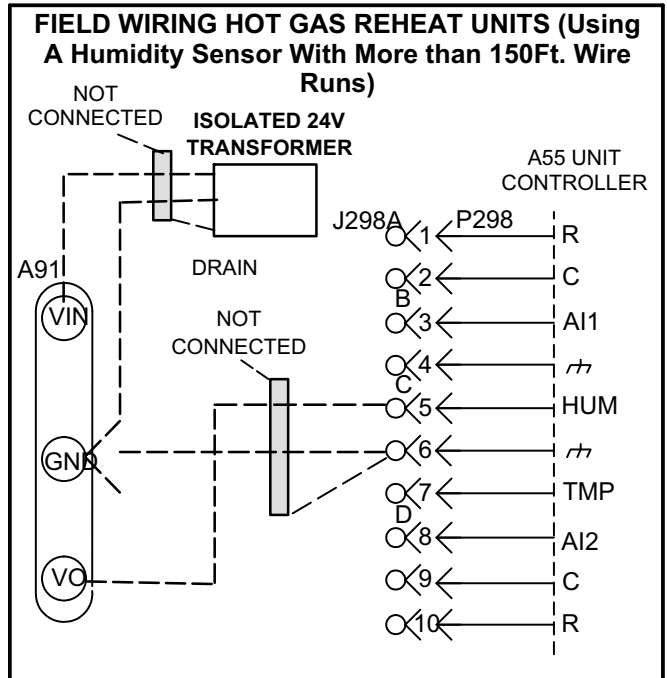 FIELD WIRING HOT GAS REHEAT UNITS (Using
A Humidity Sensor With More than 150Ft. Wire
Runs)
NOT
CONNECTED
ISOLATED 24V
TRANSFORMER
A55 UNIT
CONTROLLER
J298A
P298
1
R
A91
DRAIN
2
C
B
VIN
NOT
CONNECTED
3
AI1
4
C
5
HUM
GND
6
7
TMP
D
8
AI2
VO
9
C
10
R